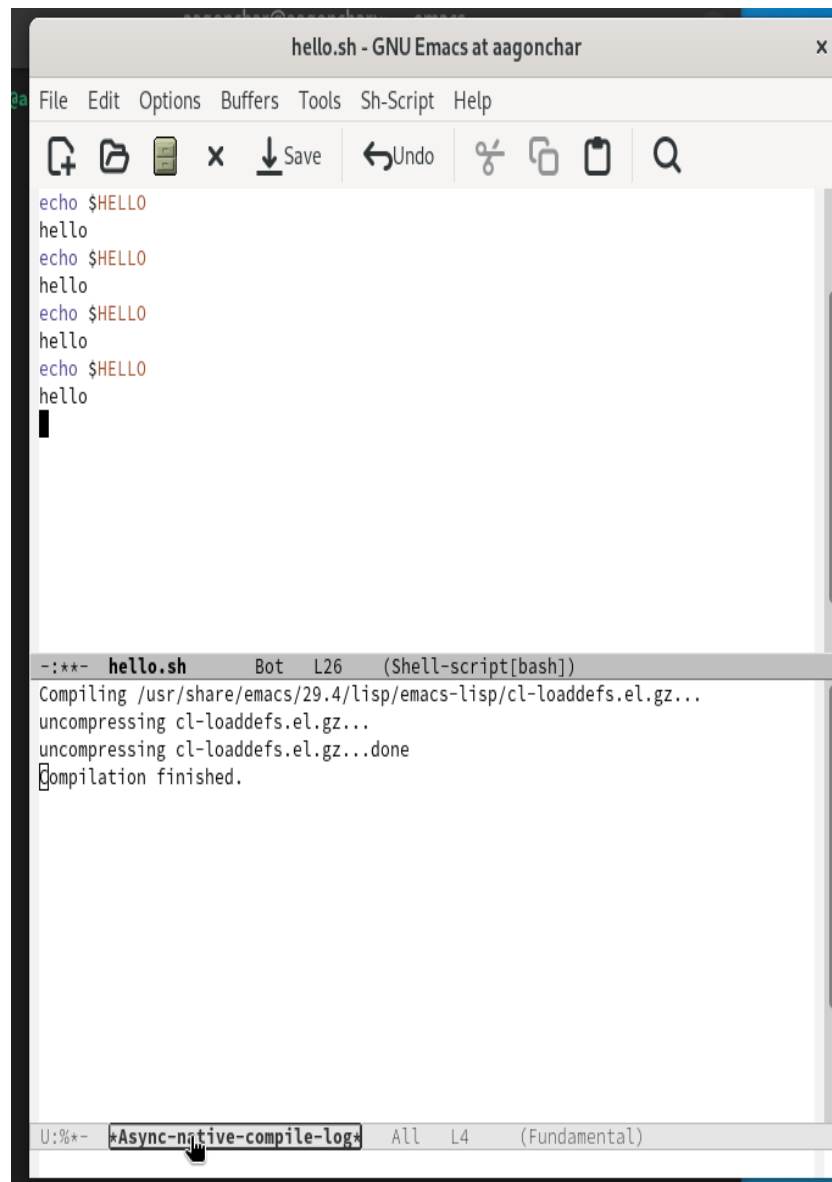 hello.sh - GNU Emacs at aagonchar
x
@a
File Edit Options Buffers Tools Sh-Script Help
Save Undo
echo $HELLO
hello
echo $HELLO
hello
echo $HELLO
hello
echo $HELLO
hello
-:**- hello.sh Bot L26 (Shell-script[bash])
Compiling /usr/share/emacs/29.4/lisp/emacs-lisp/cl-loaddefs.el.gz...
uncompressing cl-loaddefs.el.gz...
uncompressing cl-loaddefs.el.gz...done
Compilation finished.
U:%*- *Async-native-compile-log* All L4 (Fundamental)